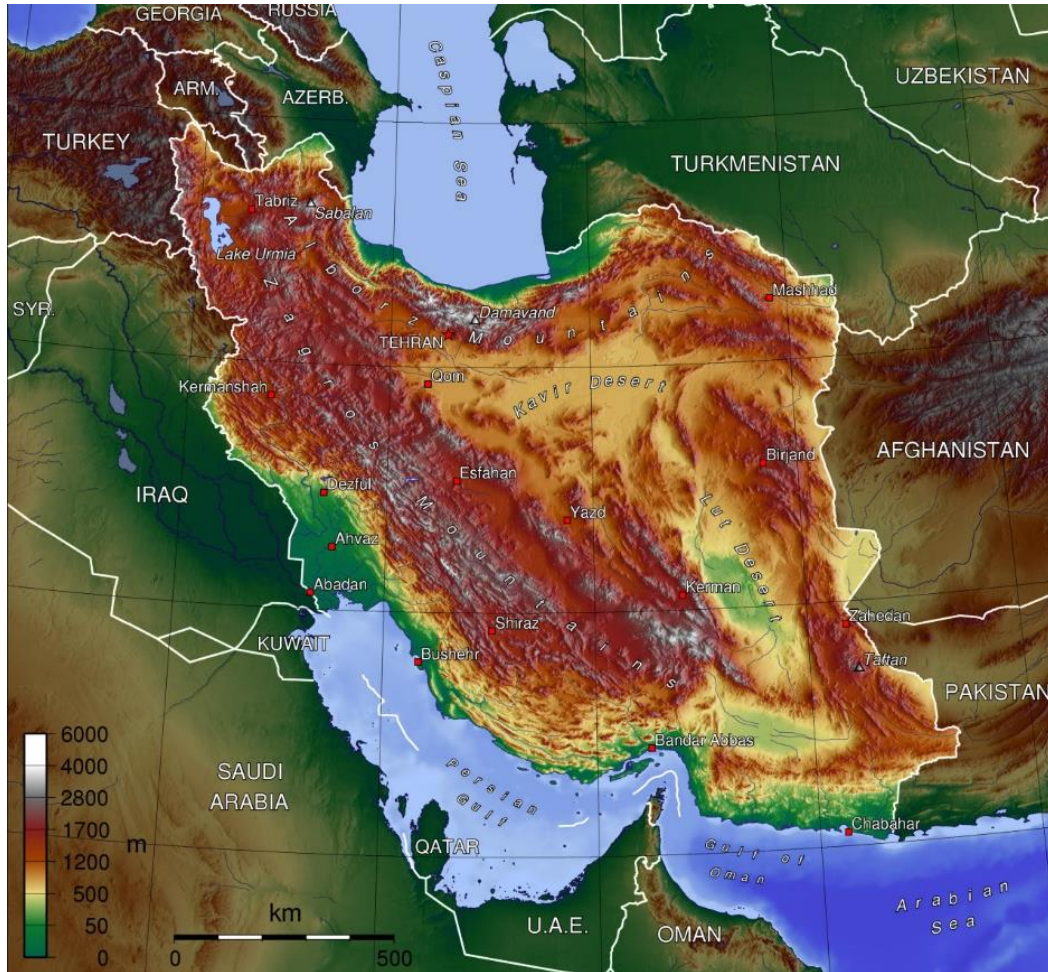 GEORGIA
RUSSIA
ARM.
AZERB.
UZBEKISTAN
TURKEY
Caspian Sea
TURKMENISTAN
Tabriz
Sabalan
Lake Urmia
Alborz Mountains
Mashhad
SYR.
Damavand
TEHRAN
Zagros Mountains
Qom
Kavir Desert
Kermanshah
AFGHANISTAN
Birjand
Esfahan
Dezful
IRAQ
Yazd
Lut Desert
Ahvaz
Abadan
Kerman
Shiraz
Zahedan
KUWAIT
Bushehr
Taftan
PAKISTAN
Bandar Abbas
6000
4000
2800
1700
1200
500
50
0
m
SAUDI
ARABIA
Persian
Gulf
Chabahar
QATAR
Gulf of
Oman
Arabian
Sea
km
0
500
U.A.E.
OMAN